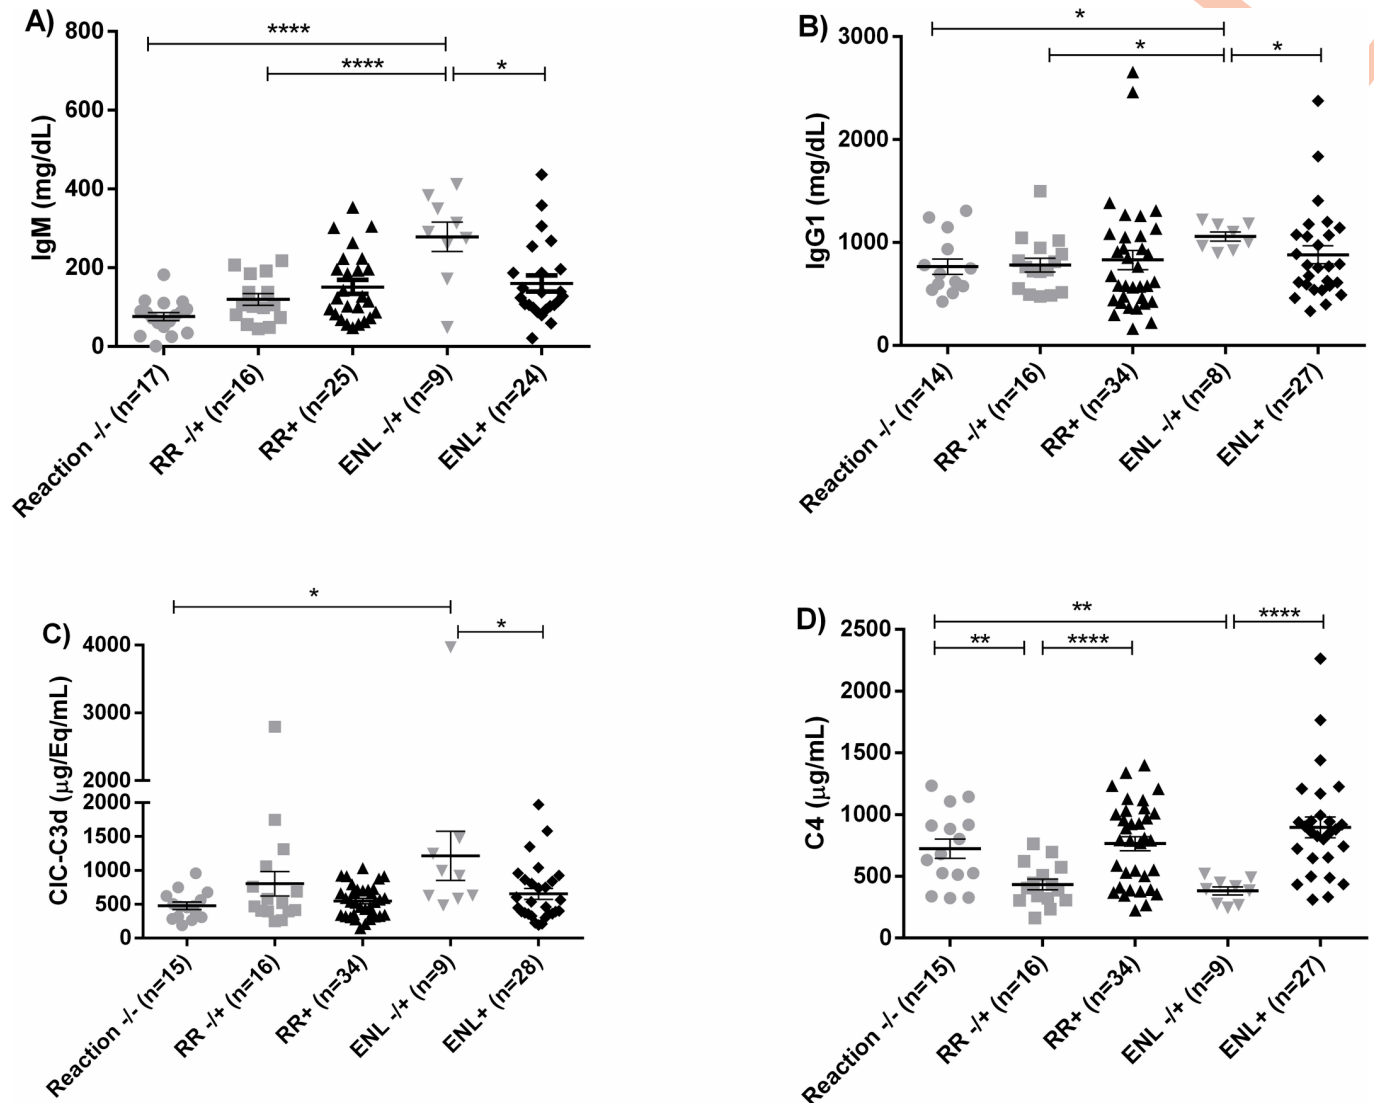 A)
IgM (mg/dL)
800
600
400
200
0
****
****
*
Reaction -/- (n=17)
RR -/+ (n=16)
RR+ (n=25)
ENL -/+ (n=9)
ENL+ (n=24)
B)
IgG1 (mg/dL)
3000
2000
1000
0
*
*
*
Reaction -/- (n=14)
RR -/+ (n=16)
RR+ (n=34)
ENL -/+ (n=8)
ENL+ (n=27)
C)
CIC-C3d (μg/Eq/mL)
4000
3000
2000
2000
1500
1000
500
0
*
*
Reaction -/- (n=15)
RR -/+ (n=16)
RR+ (n=34)
ENL -/+ (n=9)
ENL+ (n=28)
D)
C4 (μg/mL)
2500
2000
1500
1000
500
0
**
****
**
****
Reaction -/- (n=15)
RR -/+ (n=16)
RR+ (n=34)
ENL -/+ (n=9)
ENL+ (n=27)